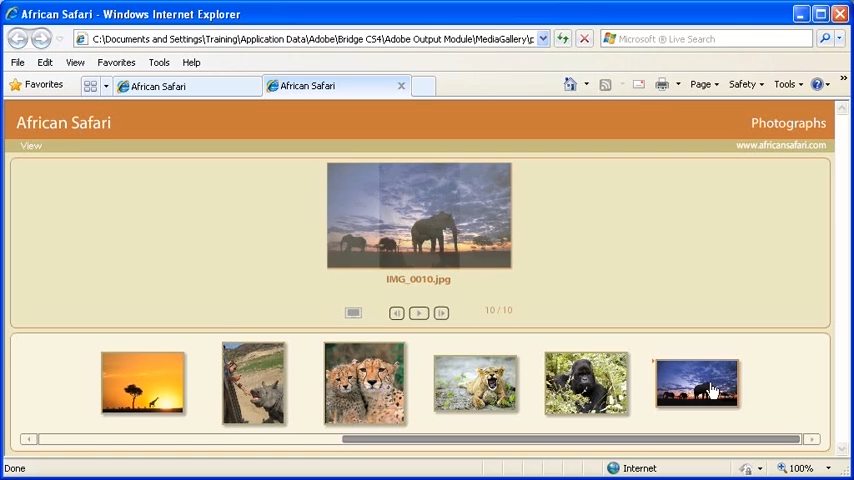 African Safari - Windows Internet Explorer
C:\Documents and Settings\Training\Application Data\Adobe\Bridge CS4\Adobe Output Module\MediaGallery\p
Microsoft ® Live Search
File Edit View Favorites Tools Help
Favorites African Safari African Safari Page Safety Tools
African Safari Photographs
View www.africansafari.com
IMG_0010.jpg
10 / 10
Done Internet 100%